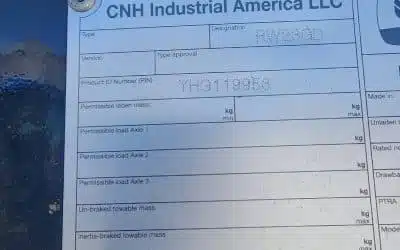 CNH Industrial America LLC
Type
Designation
RW23GD
Version
Type approval
Product ID Number (PIN)
YHG119953
Permissible laden mass:
kg
kg
min
max
Made in:
Permissible load Axle 1
kg
max
Unladen
Permissible load Axle 2
kg
Rated
Permissible load Axle 3
kg
Drawba
Un-braked towable mass
kg
PTRA
Inertia-braked towable mass
kg
Model